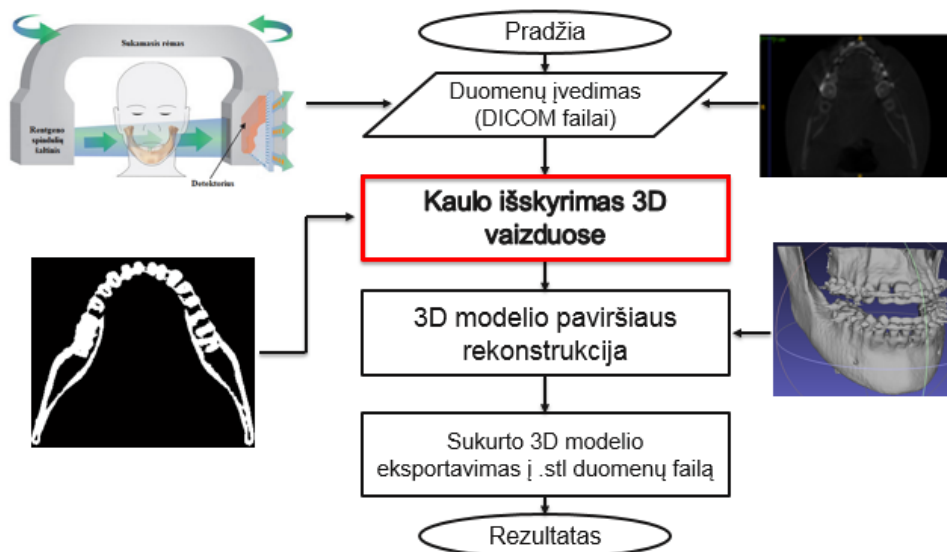 Sukamasis rėmas
Rentgeno
spindulių
šaltinis
Detektorius
Pradžia
Duomenų įvedimas
(DICOM failai)
Kaulo išskyrimas 3D
vaizduose
3D modelio paviršiaus
rekonstrukcija
Sukurto 3D modelio
eksportavimas į .stl duomenų failą
Rezultatas